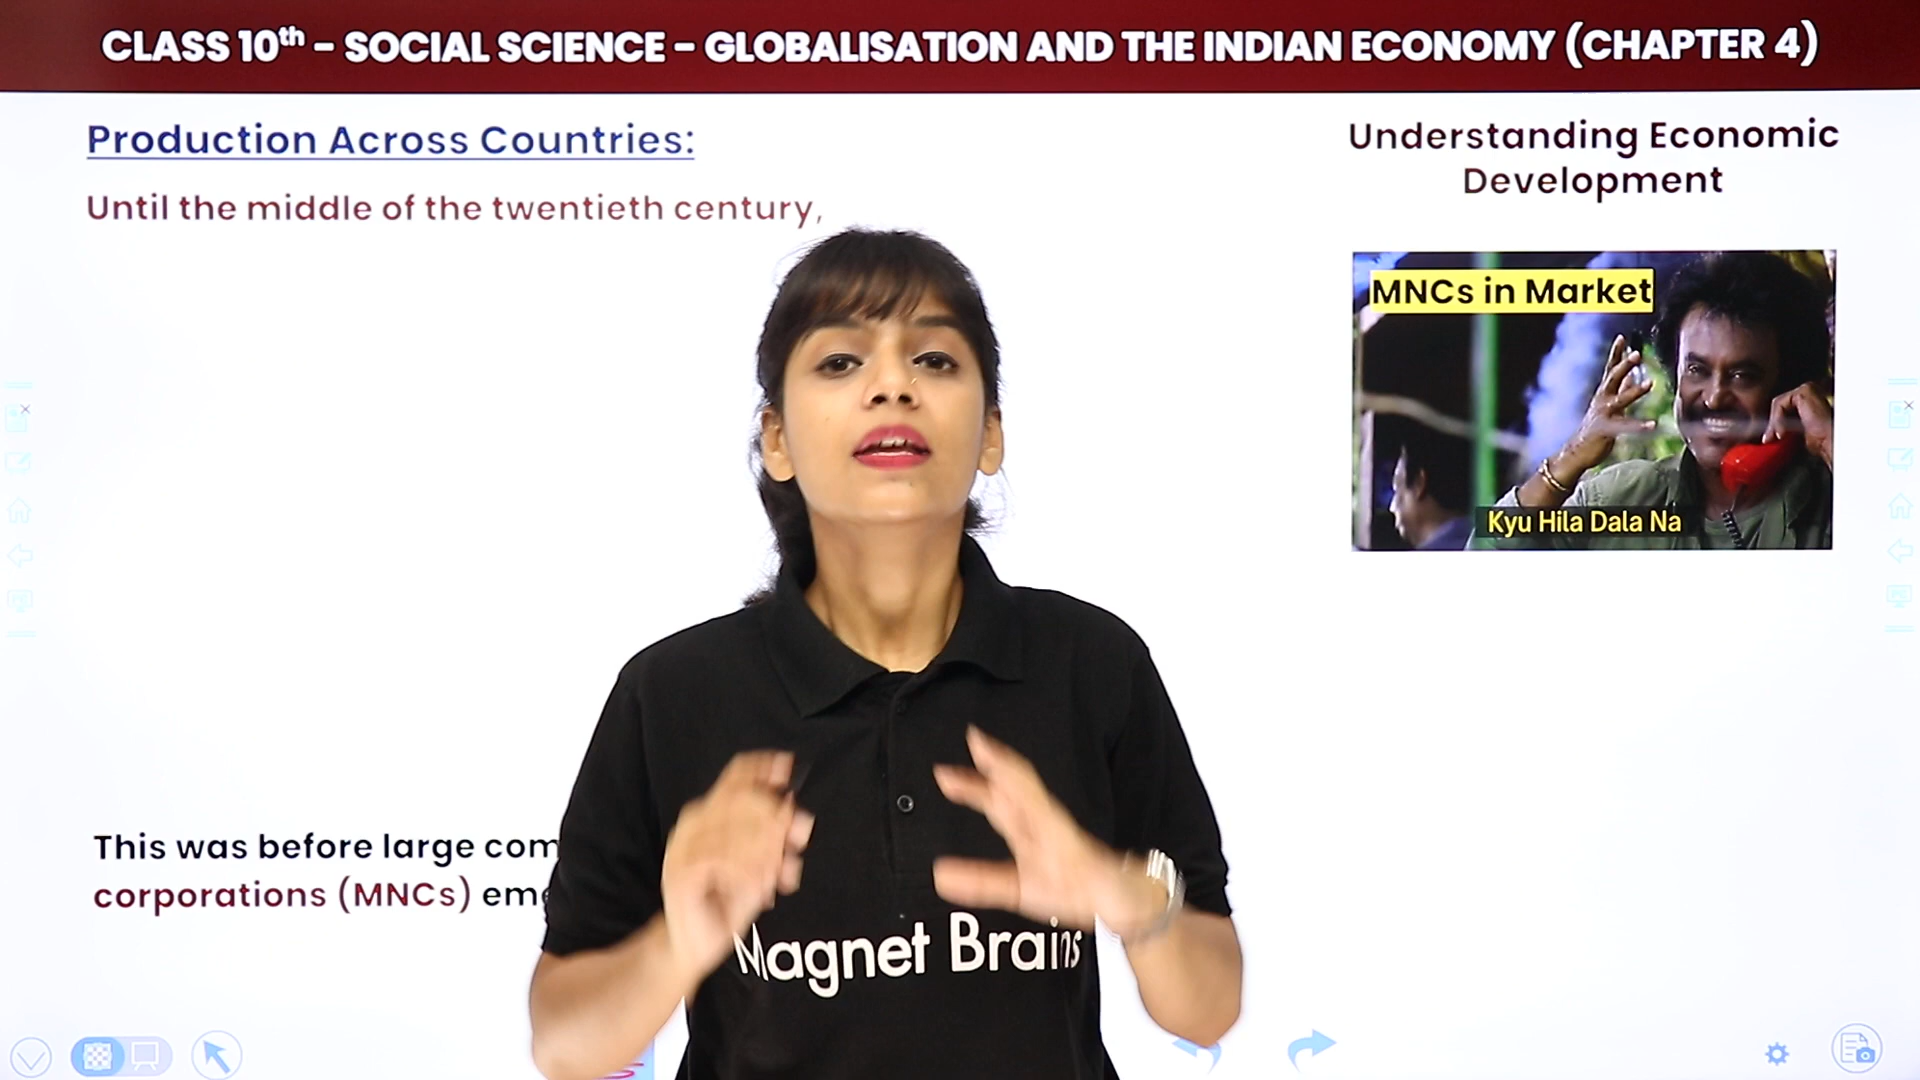 CLASS 10th – SOCIAL SCIENCE – GLOBALISATION AND THE INDIAN ECONOMY (CHAPTER 4)
Production Across Countries:
Until the middle of the twentieth century,
Understanding Economic
Development
MNCs in Market
Kyu Hila Dala Na
This was before large
corporations (MNCs)
Magnet Brains